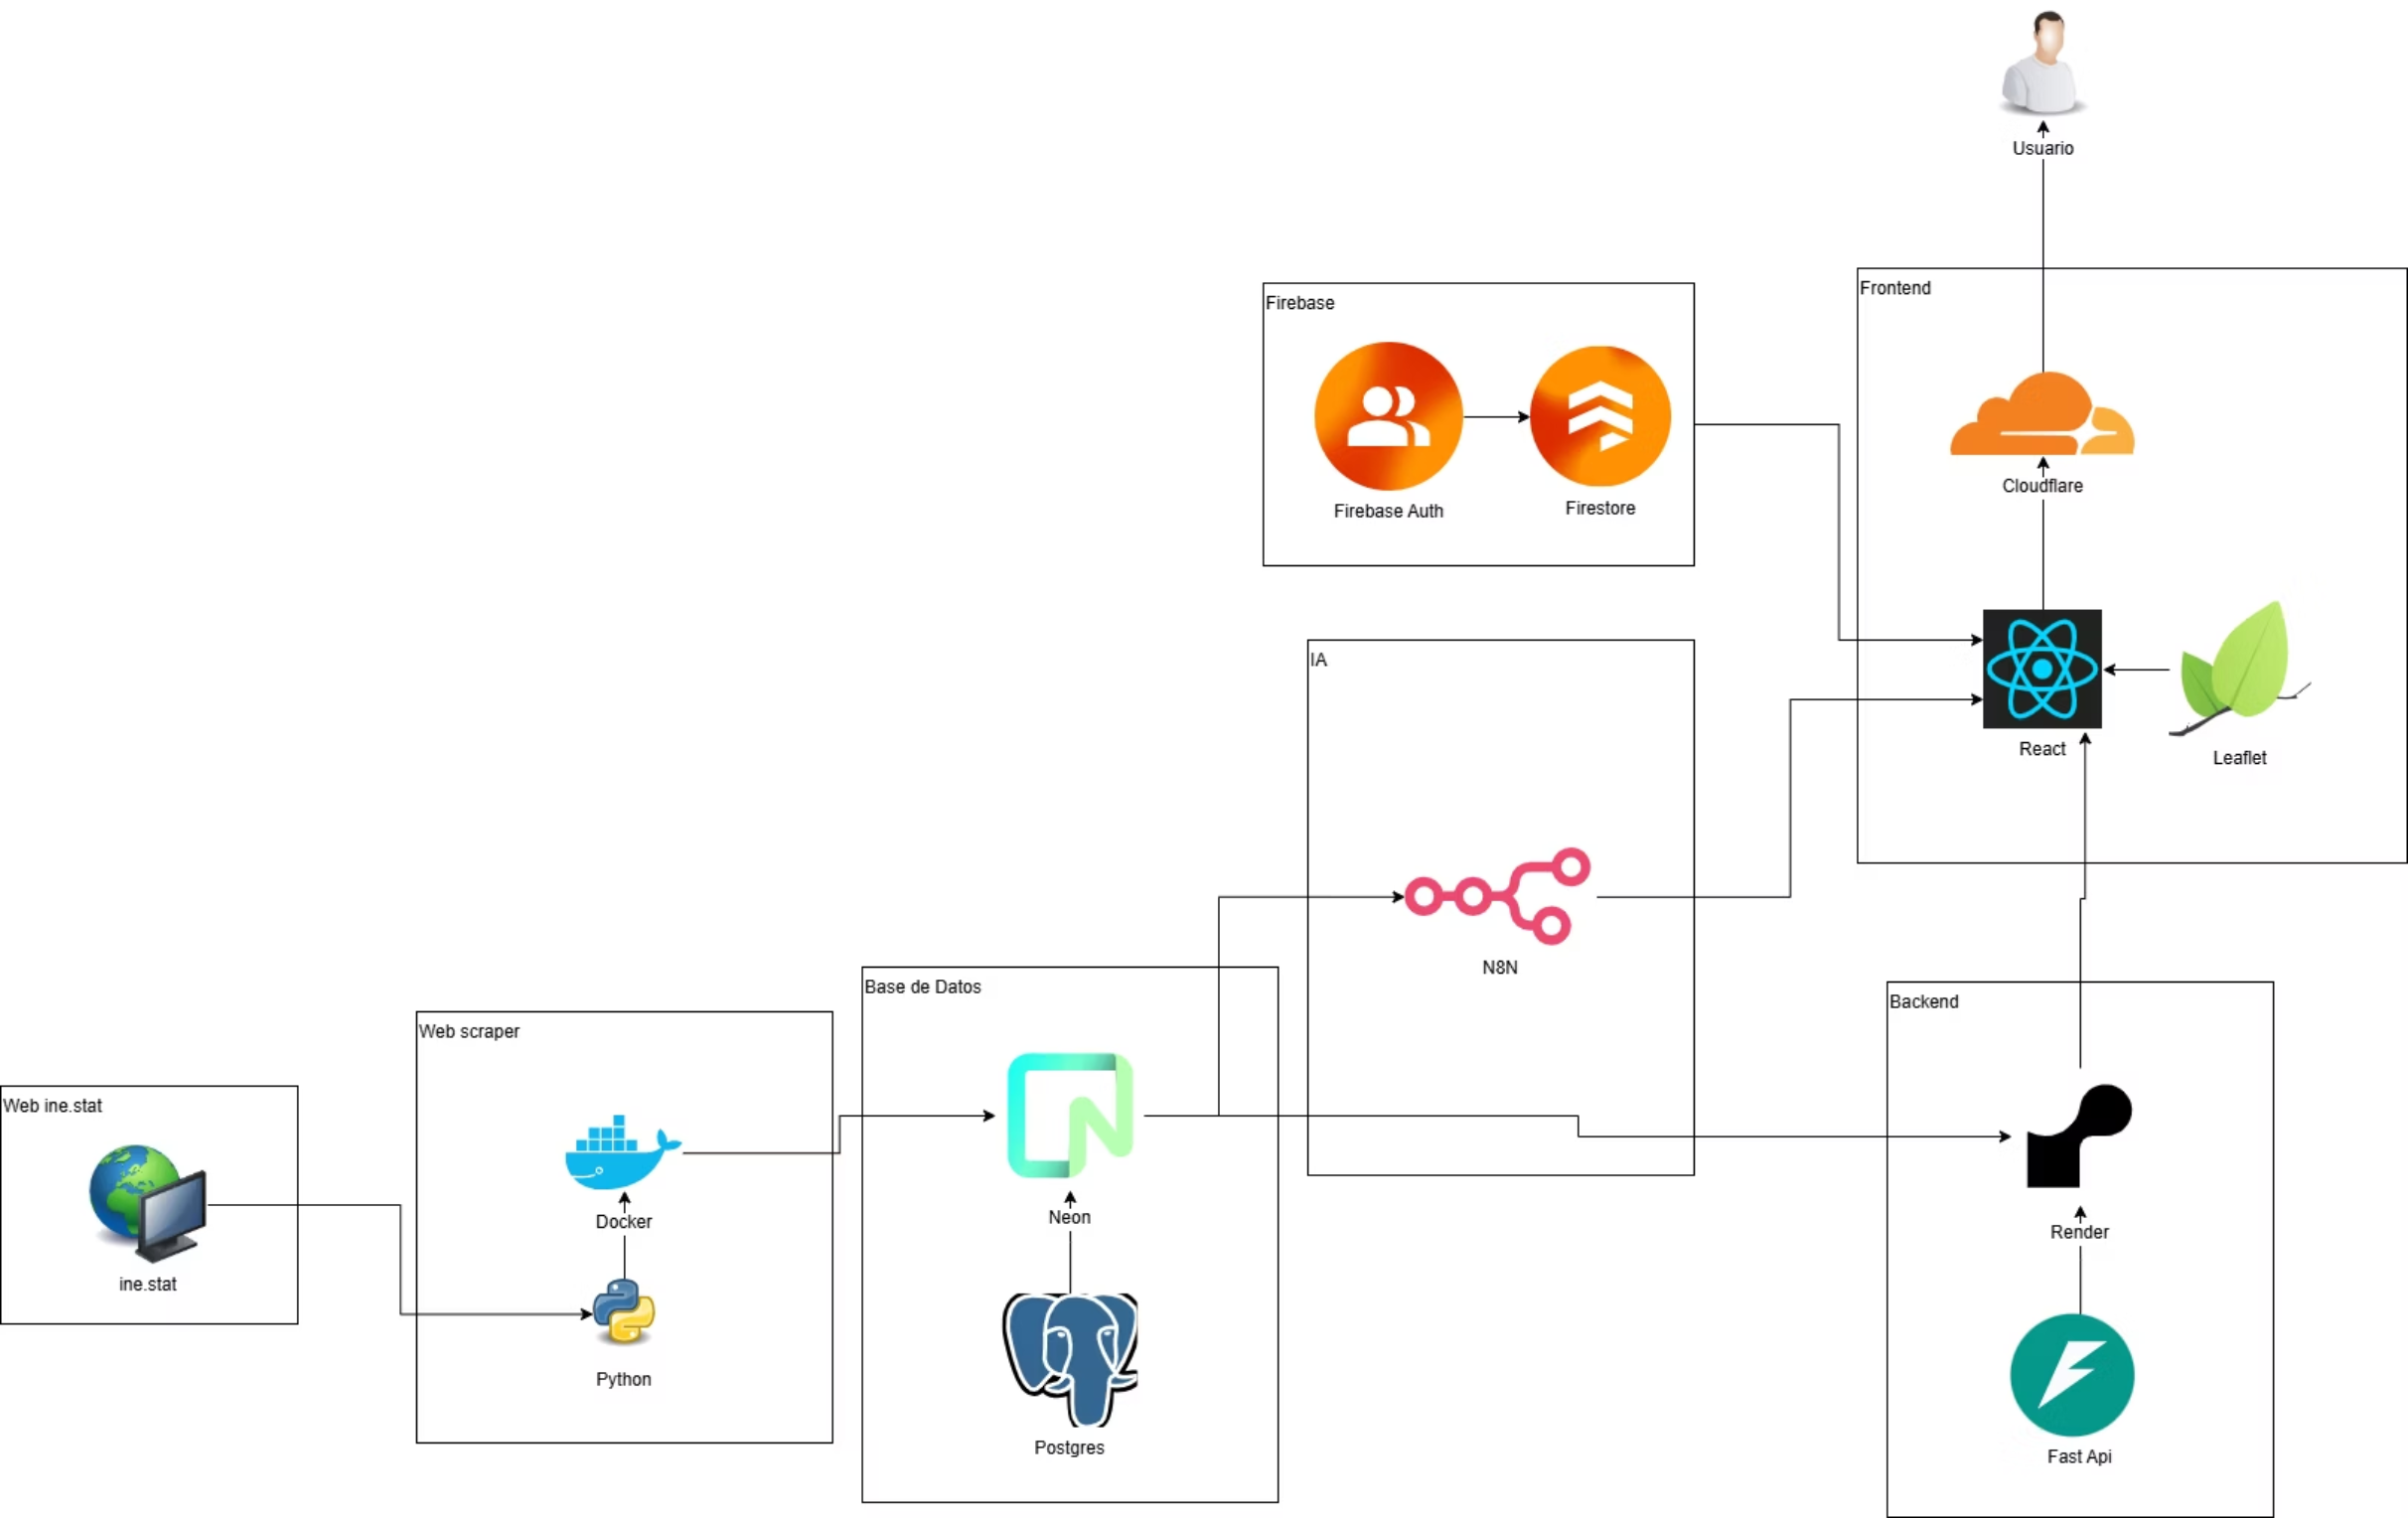 Usuario
Frontend
Firebase
Cloudflare
Firebase Auth
Firestore
IA
React
Leaflet
N8N
Base de Datos
Backend
Web scraper
Web ine.stat
Neon
Docker
Render
ine.stat
Python
Postgres
Fast Api